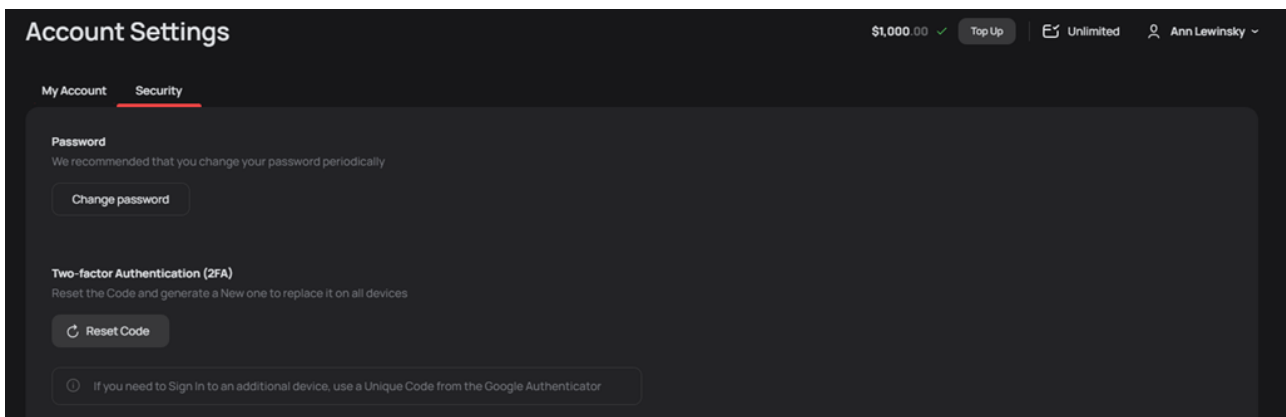 Account Settings
$1,000.00 Top Up Unlimited Ann Lewinsky
My Account Security
Password
We recommended that you change your password periodically
Change password
Two-factor Authentication (2FA)
Reset the Code and generate a New one to replace it on all devices
Reset Code
If you need to Sign In to an additional device, use a Unique Code from the Google Authenticator